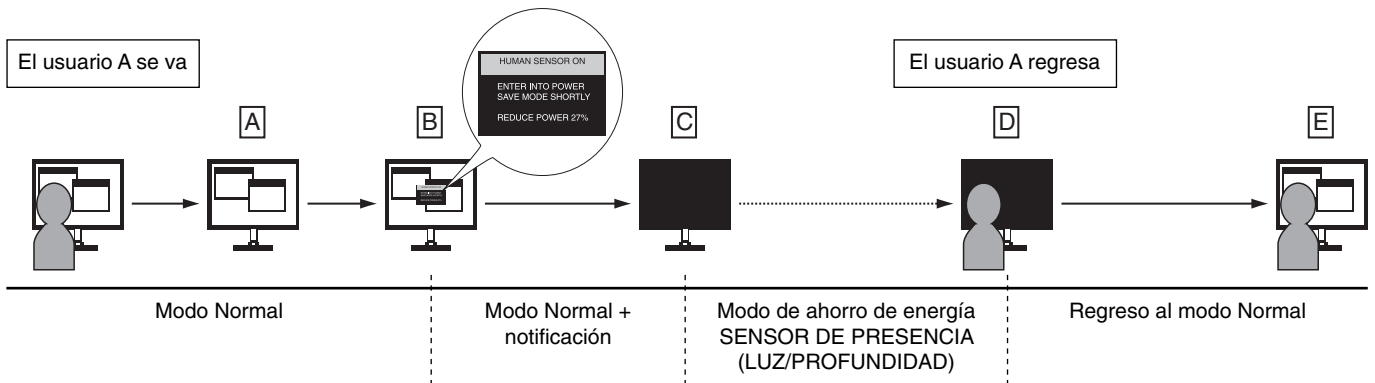 El usuario A se va
HUMAN SENSOR ON
ENTER INTO POWER
SAVE MODE SHORTLY
REDUCE POWER 27%
El usuario A regresa
A
B
C
D
E
Modo Normal
Modo Normal +
notificación
Modo de ahorro de energía
SENSOR DE PRESENCIA
(LUZ/PROFUNDIDAD)
Regreso al modo Normal